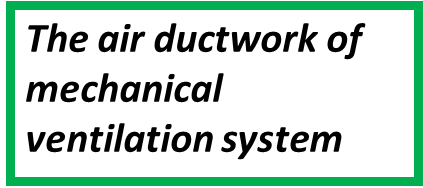 The air ductwork of
mechanical
ventilation system